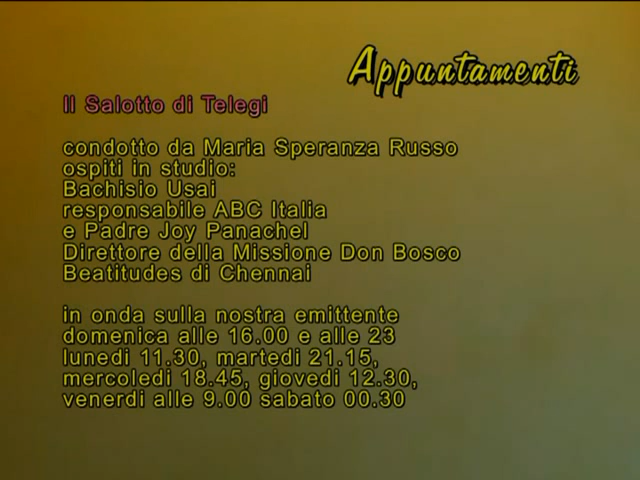 Appuntamenti
Il Salotto di Telegi
condotto da Maria Speranza Russo
ospiti in studio:
Bachisio Usai
responsabile ABC Italia
e Padre Joy Panachel
Direttore della Missione Don Bosco
Beatitudes di Chennai
in onda sulla nostra emittente
domenica alle 16.00 e alle 23
lunedi 11.30, martedi 21.15,
mercoledi 18.45, giovedi 12.30,
venerdi alle 9.00 sabato 00.30